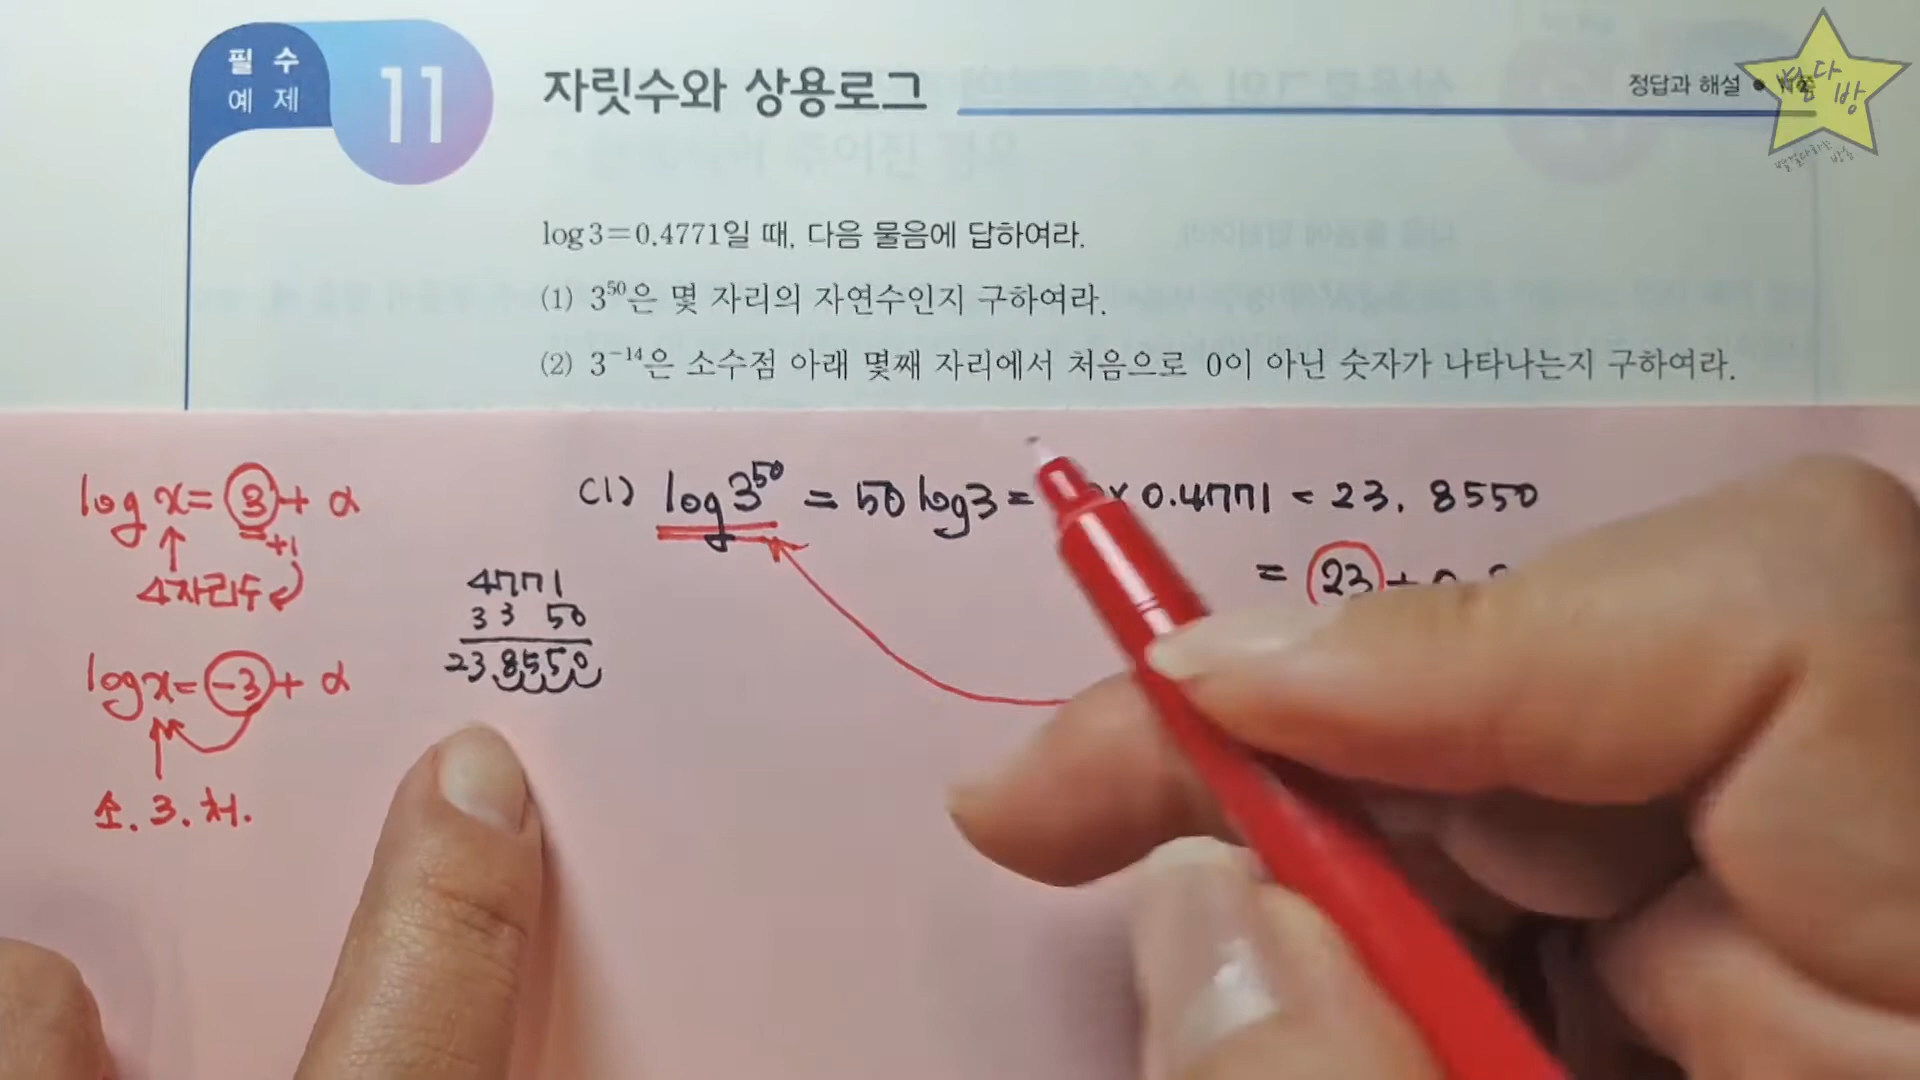 필 수
예 제
11
자릿수와 상용로그
정답과 해설
log 3=0.4771일 때, 다음 물음에 답하여라.
(1) 3⁵⁰은 몇 자리의 자연수인지 구하여라.
(2) 3⁻¹⁴은 소수점 아래 몇째 자리에서 처음으로 0이 아닌 숫자가 나타나는지 구하여라.
log x = 3 + α
+1
4자리수
log x = -3 + α
소. 3. 처.
4771
3 3 50
23 8550
(1) log 3⁵⁰ = 50 log 3 = × 0.4771 = 23. 8550
= 23 +